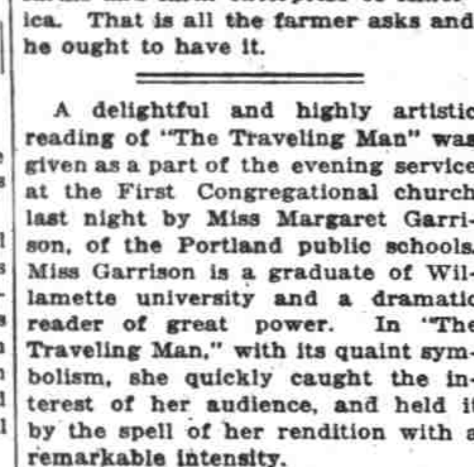 ica. That is all the farmer asks and
he ought to have it.
A delightful and highly artistic
reading of "The Traveling Man" was
given as a part of the evening service
at the First Congregational church
last night by Miss Margaret Garri-
son, of the Portland public schools.
Miss Garrison is a graduate of Wil-
lamette university and a dramatic
reader of great power. In "The
Traveling Man," with its quaint sym-
bolism, she quickly caught the in-
terest of her audience, and held it
by the spell of her rendition with a
remarkable intensity.